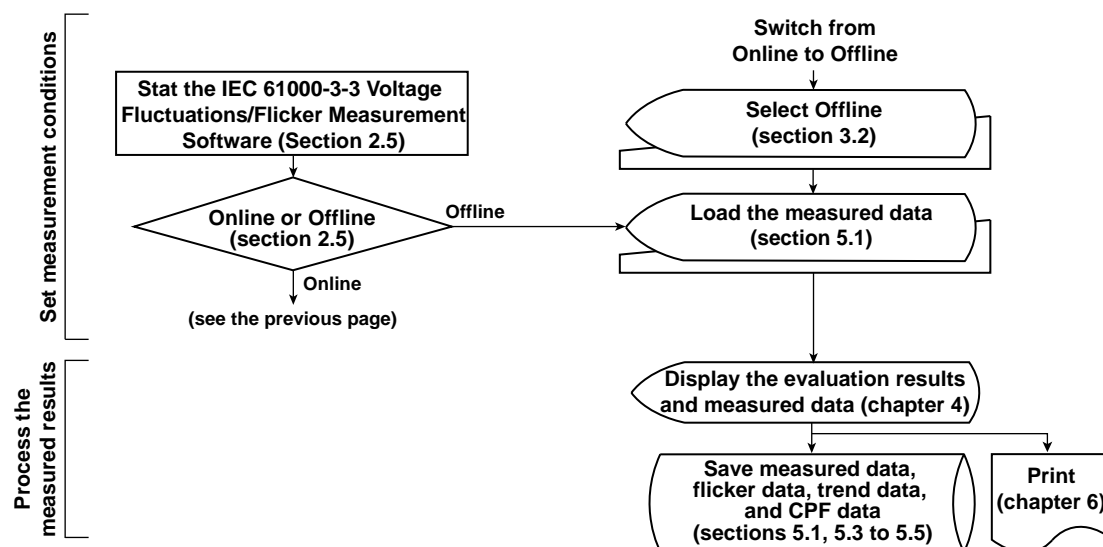 Set measurement conditions
Switch from
Online to Offline
Stat the IEC 61000-3-3 Voltage
Fluctuations/Flicker Measurement
Software (Section 2.5)
Select Offline
(section 3.2)
Online or Offline
(section 2.5)
Offline
Load the measured data
(section 5.1)
Online
(see the previous page)
Process the
measured results
Display the evaluation results
and measured data (chapter 4)
Save measured data,
flicker data, trend data,
and CPF data
(sections 5.1, 5.3 to 5.5)
Print
(chapter 6)